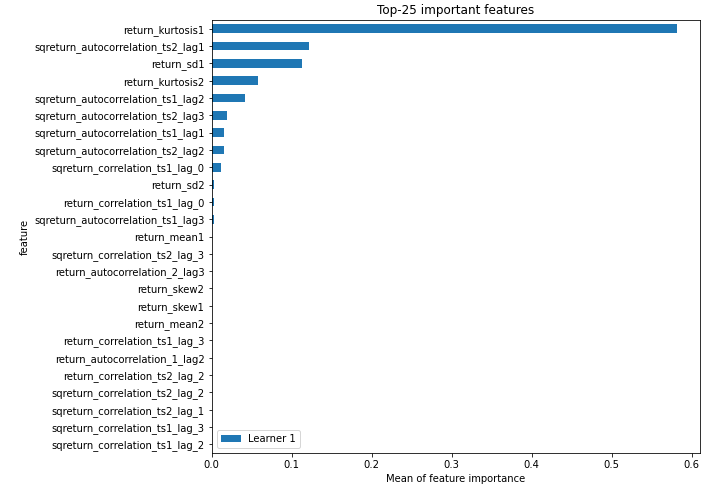 Top-25 important features
return_kurtosis1
sqreturn_autocorrelation_ts2_lag1
return_sd1
return_kurtosis2
sqreturn_autocorrelation_ts1_lag2
sqreturn_autocorrelation_ts2_lag3
sqreturn_autocorrelation_ts1_lag1
sqreturn_autocorrelation_ts2_lag2
sqreturn_correlation_ts1_lag_0
return_sd2
return_correlation_ts1_lag_0
sqreturn_autocorrelation_ts1_lag3
return_mean1
sqreturn_correlation_ts2_lag_3
return_autocorrelation_2_lag3
return_skew2
return_skew1
return_mean2
return_correlation_ts1_lag_3
return_autocorrelation_1_lag2
return_correlation_ts2_lag_2
sqreturn_correlation_ts2_lag_2
sqreturn_correlation_ts2_lag_1
sqreturn_correlation_ts1_lag_3
sqreturn_correlation_ts1_lag_2
feature
Learner 1
0.0 0.1 0.2 0.3 0.4 0.5 0.6
Mean of feature importance